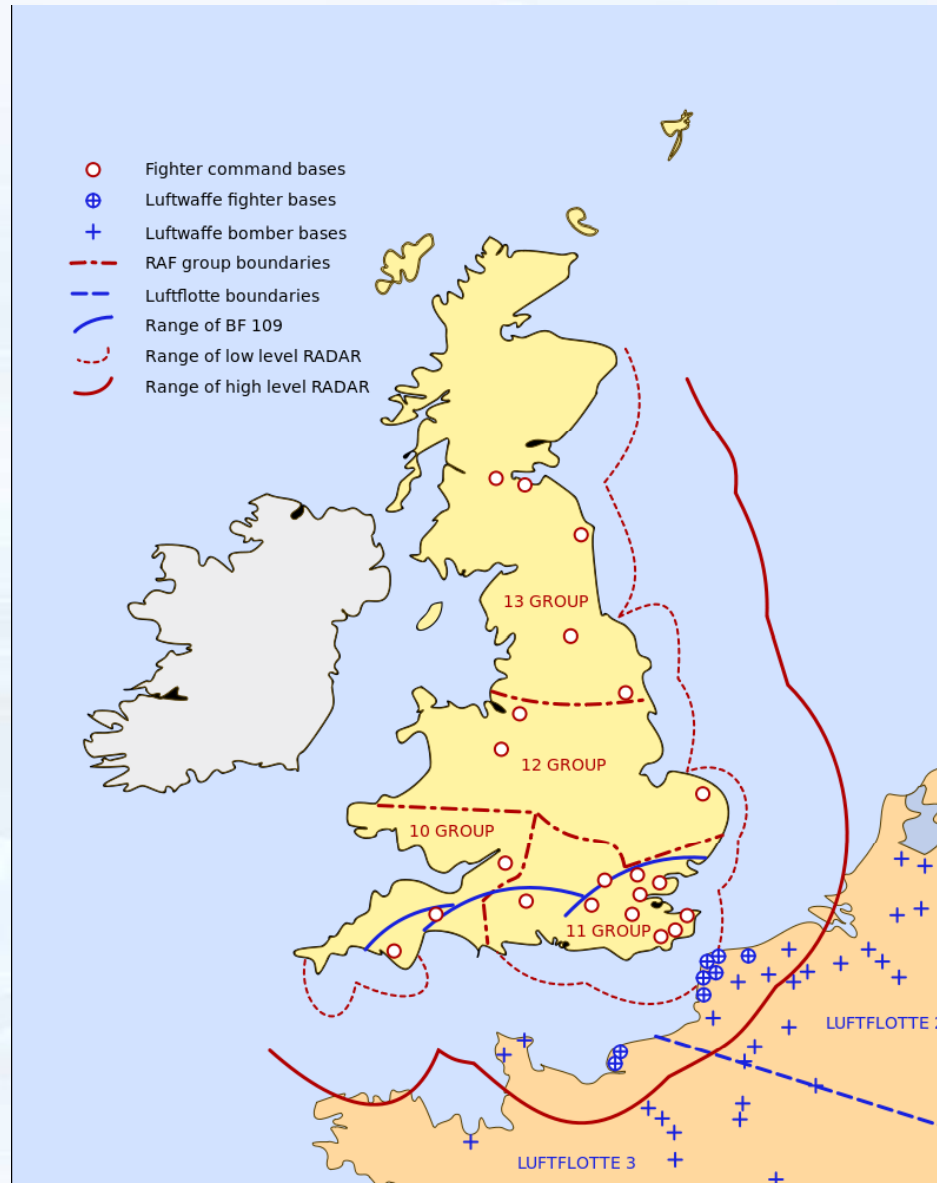 Fighter command bases
Luftwaffe fighter bases
Luftwaffe bomber bases
RAF group boundaries
Luftflotte boundaries
Range of BF 109
Range of low level RADAR
Range of high level RADAR
13 GROUP
12 GROUP
10 GROUP
11 GROUP
LUFTFLOTTE 2
LUFTFLOTTE 3